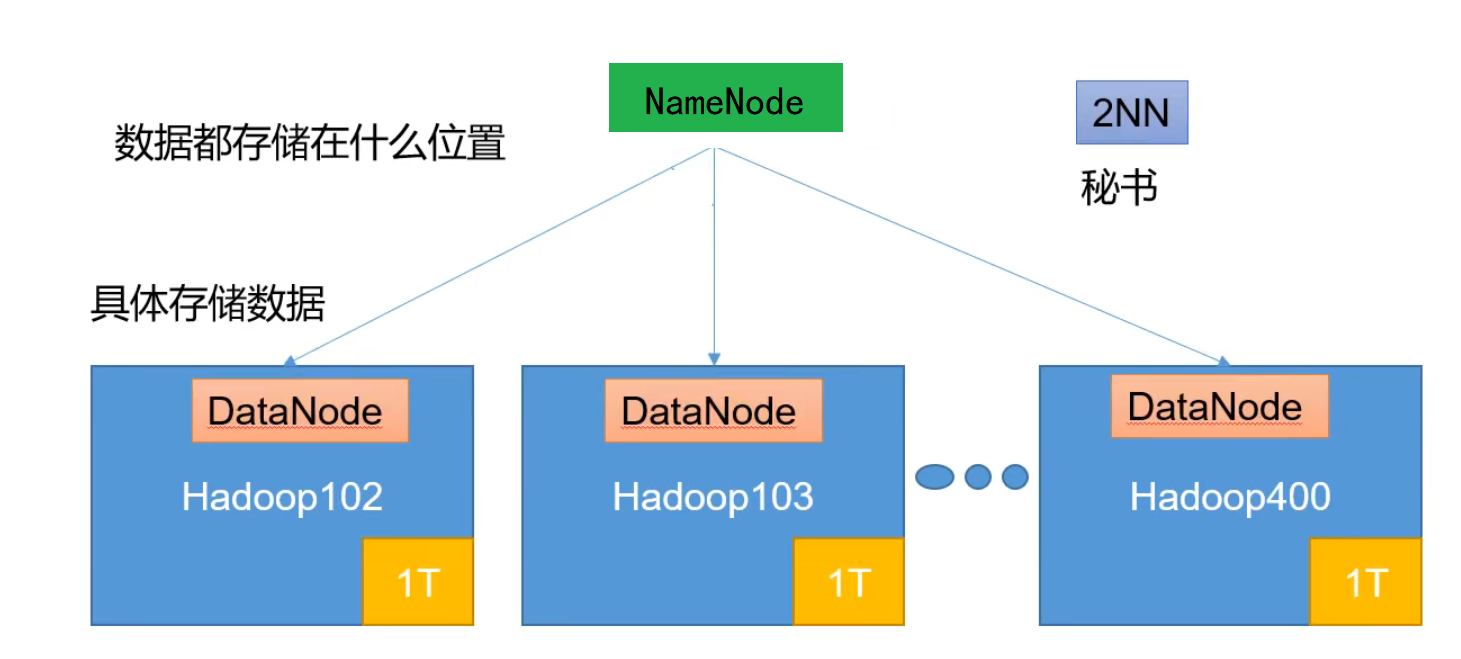 NameNode
2NN
数据都存储在什么位置
秘书
具体存储数据
DataNode
Hadoop102
1T
DataNode
Hadoop103
1T
DataNode
Hadoop400
1T